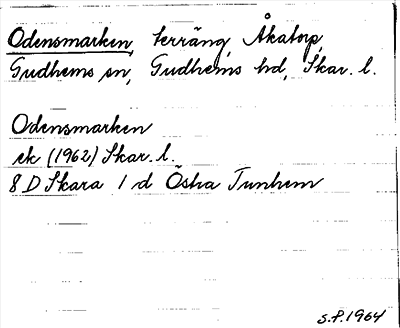 Odensmarken, terräng, Åkatorp,
Gudhems sn, Gudhems hd, Skar. l.
Odensmarken
ek (1962) Skar. l.
8 D Skara 1 d Östra Tunhem
S.P. 1964